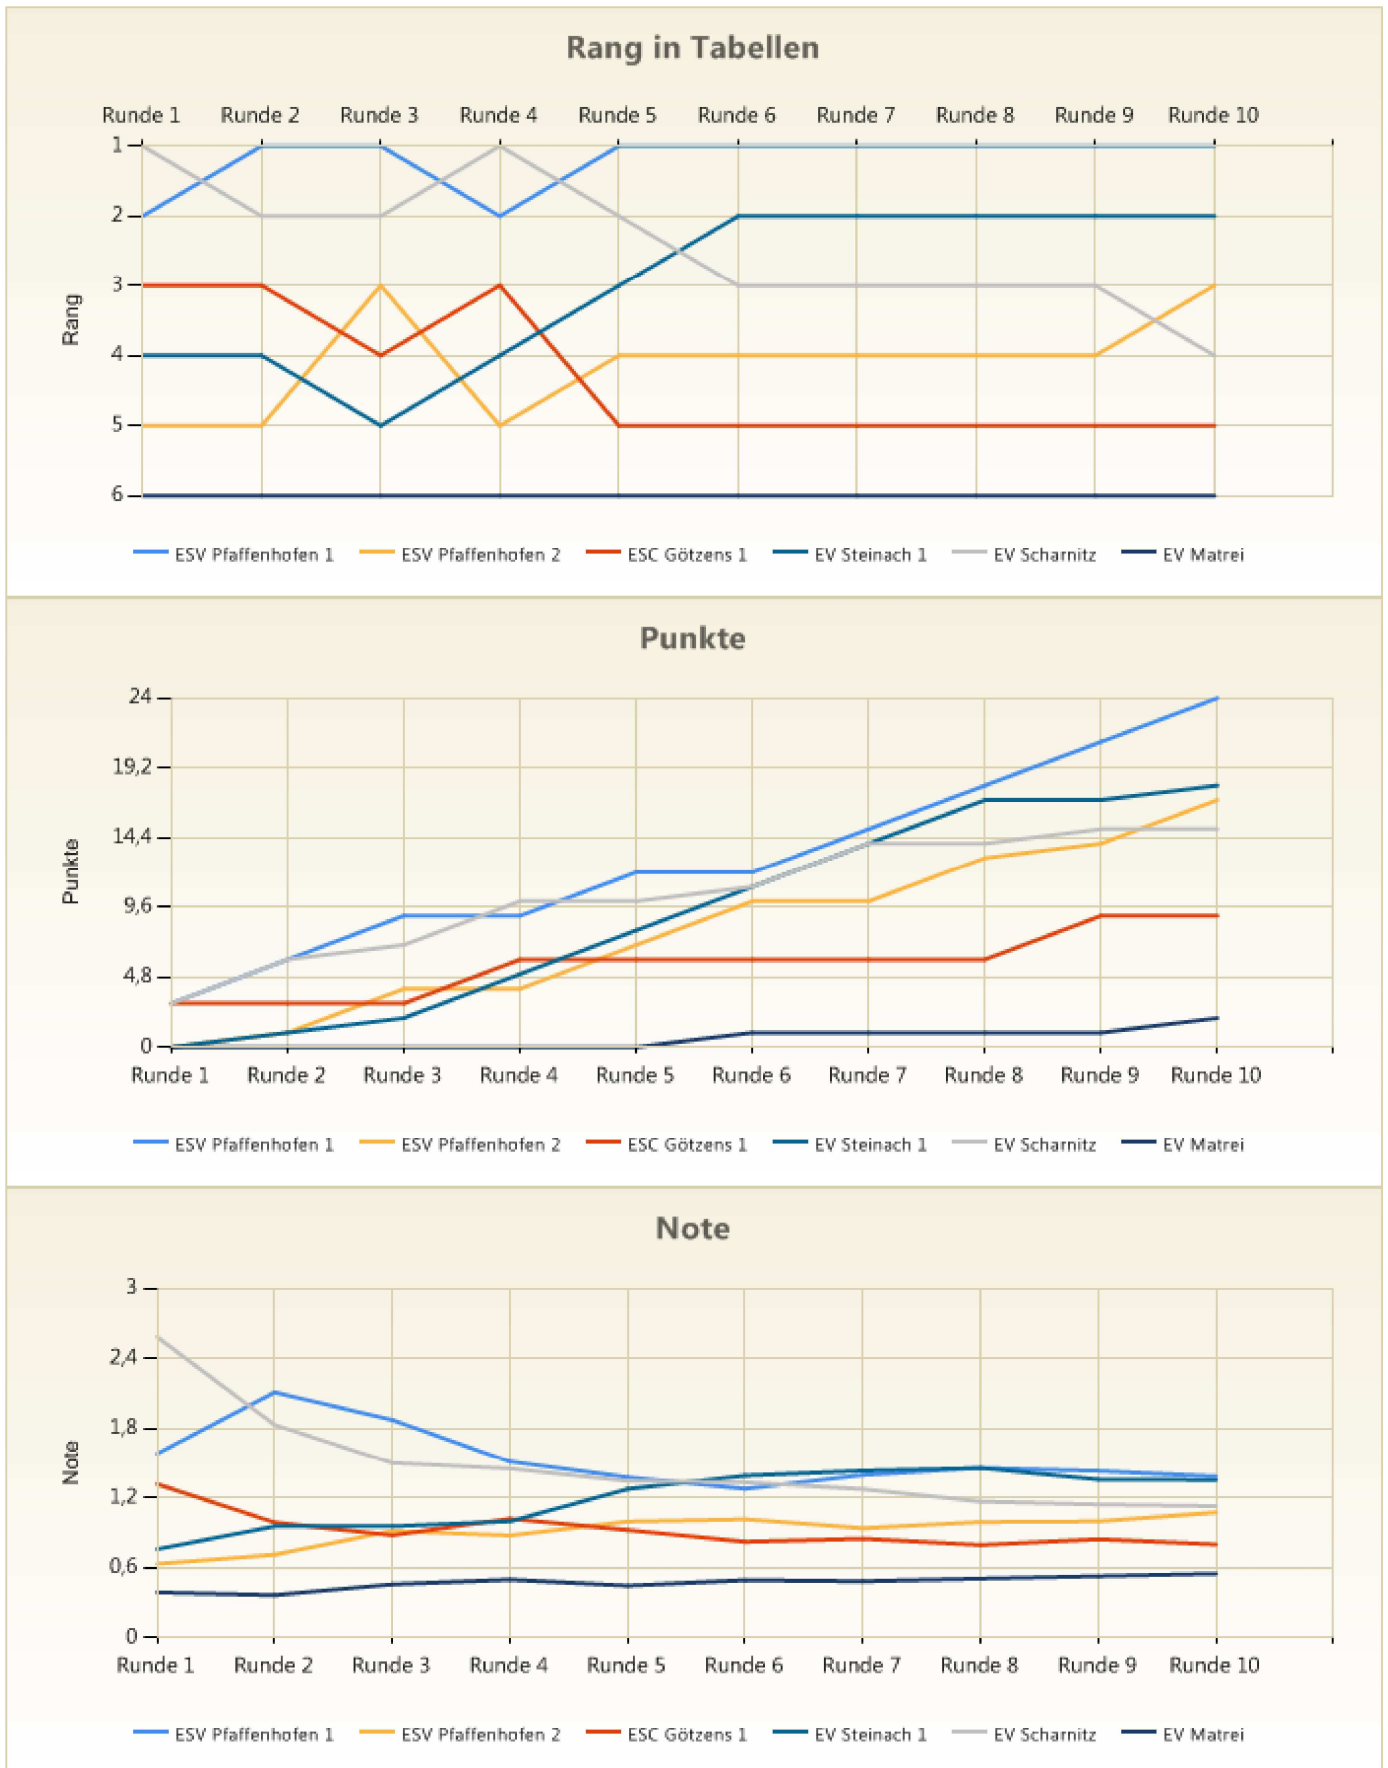 Rang in Tabellen
Runde 1 Runde 2 Runde 3 Runde 4 Runde 5 Runde 6 Runde 7 Runde 8 Runde 9 Runde 10
1
2
3
Rang
4
5
6
ESV Pfaffenhofen 1 ESV Pfaffenhofen 2 ESC Götzens 1 EV Steinach 1 EV Scharnitz EV Matrei
Punkte
24
19,2
14,4
Punkte
9,6
4,8
0
Runde 1 Runde 2 Runde 3 Runde 4 Runde 5 Runde 6 Runde 7 Runde 8 Runde 9 Runde 10
ESV Pfaffenhofen 1 ESV Pfaffenhofen 2 ESC Götzens 1 EV Steinach 1 EV Scharnitz EV Matrei
Note
3
2,4
1,8
Note
1,2
0,6
0
Runde 1 Runde 2 Runde 3 Runde 4 Runde 5 Runde 6 Runde 7 Runde 8 Runde 9 Runde 10
ESV Pfaffenhofen 1 ESV Pfaffenhofen 2 ESC Götzens 1 EV Steinach 1 EV Scharnitz EV Matrei